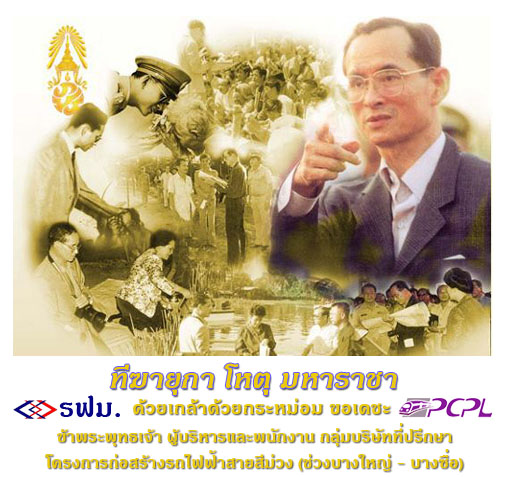 ทีฆายุกา โหตุ มหาราชา
รฟม. ด้วยเกล้าด้วยกระหม่อม ขอเดชะ PCPL
ข้าพระพุทธเจ้า ผู้บริหารและพนักงาน กลุ่มบริษัทที่ปรึกษา
โครงการก่อสร้างรถไฟฟ้าสายสีม่วง (ช่วงบางใหญ่ - บางซื่อ)